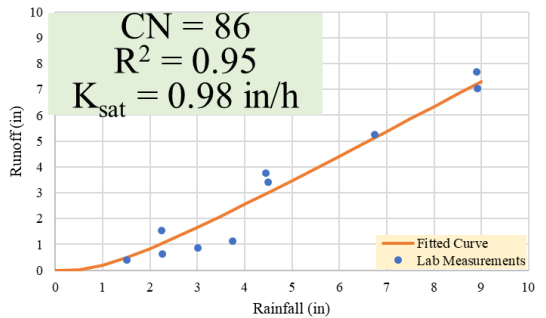 CN = 86
R² = 0.95
Kₛₐₜ = 0.98 in/h
10
9
8
7
6
5
4
3
2
1
0
Runoff (in)
0 1 2 3 4 5 6 7 8 9 10
Rainfall (in)
Fitted Curve
Lab Measurements